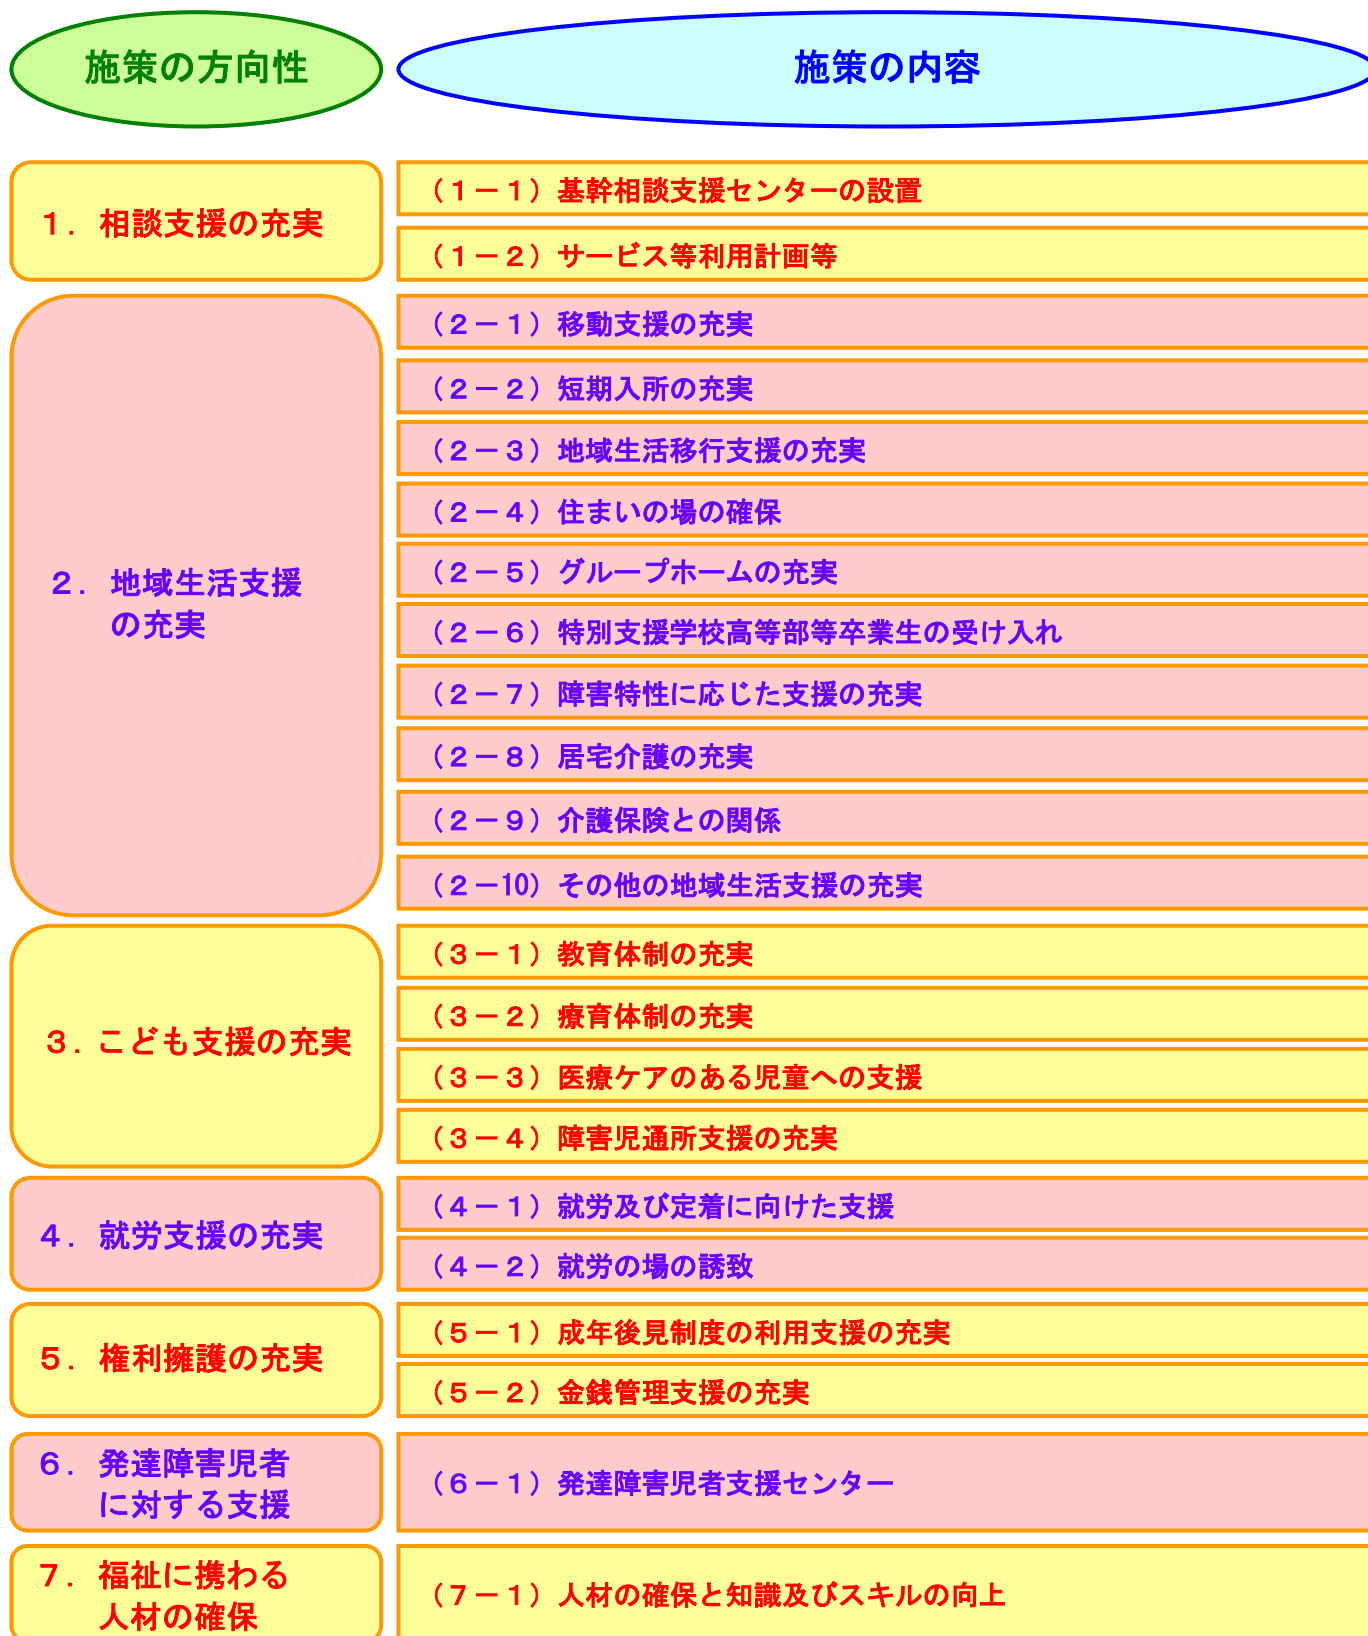 施策の方向性
施策の内容
１．相談支援の充実
（１－１）基幹相談支援センターの設置
（１－２）サービス等利用計画等
２．地域生活支援
の充実
（２－１）移動支援の充実
（２－２）短期入所の充実
（２－３）地域生活移行支援の充実
（２－４）住まいの場の確保
（２－５）グループホームの充実
（２－６）特別支援学校高等部等卒業生の受け入れ
（２－７）障害特性に応じた支援の充実
（２－８）居宅介護の充実
（２－９）介護保険との関係
（２－10）その他の地域生活支援の充実
３．こども支援の充実
（３－１）教育体制の充実
（３－２）療育体制の充実
（３－３）医療ケアのある児童への支援
（３－４）障害児通所支援の充実
４．就労支援の充実
（４－１）就労及び定着に向けた支援
（４－２）就労の場の誘致
５．権利擁護の充実
（５－１）成年後見制度の利用支援の充実
（５－２）金銭管理支援の充実
６．発達障害児者
に対する支援
（６－１）発達障害児者支援センター
７．福祉に携わる
人材の確保
（７－１）人材の確保と知識及びスキルの向上